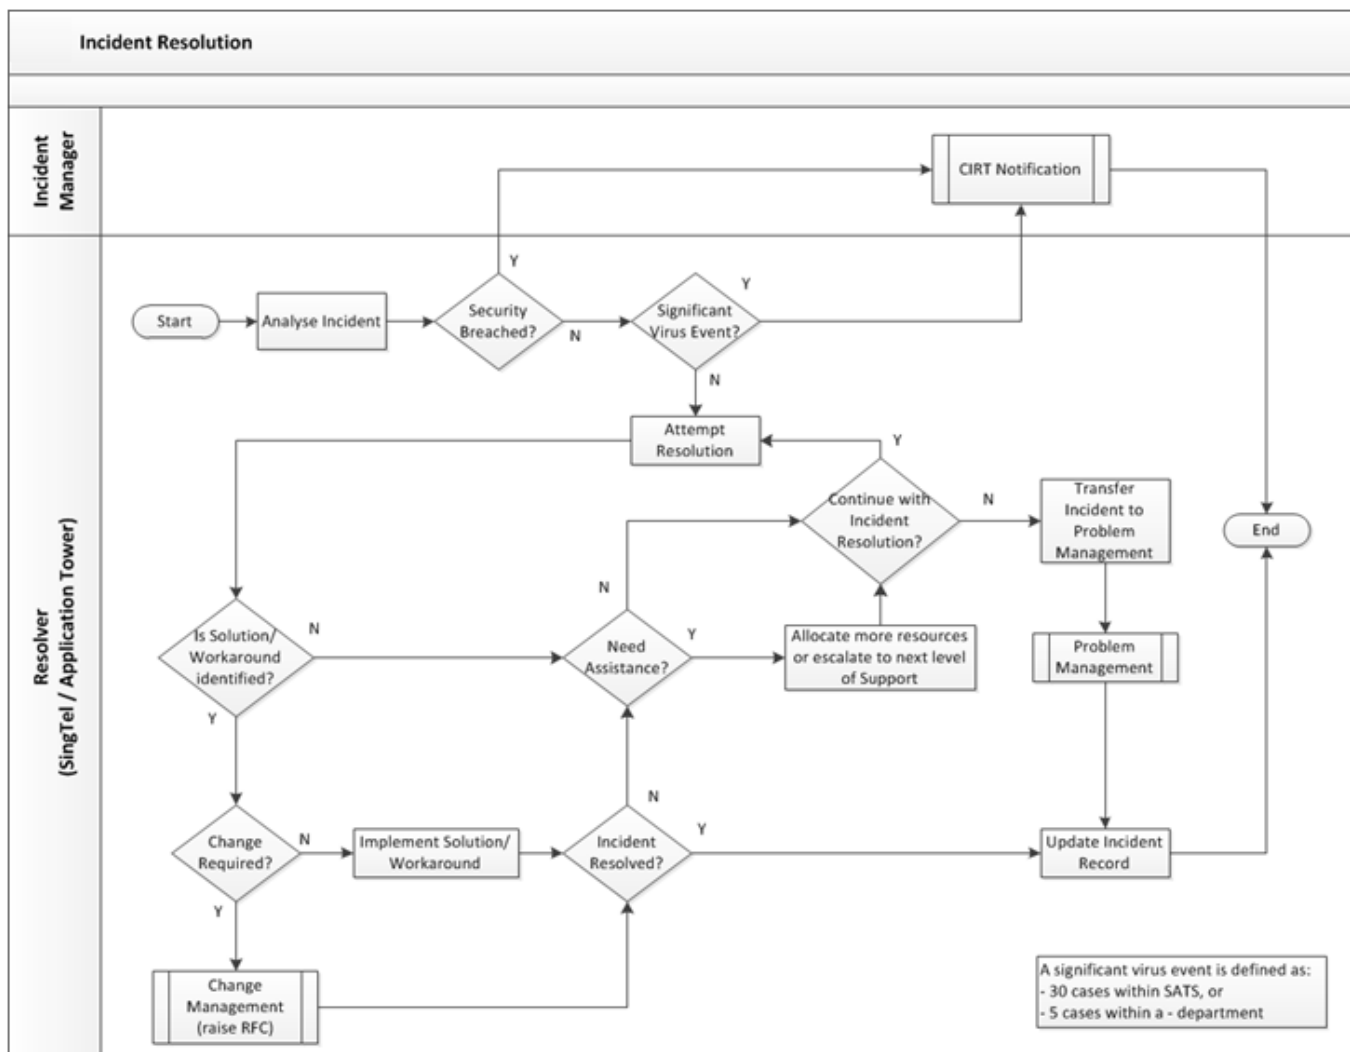 Incident Resolution
Incident
Manager
CIRT Notification
Y
Start
Analyse Incident
Security
Breached?
N
Significant
Virus Event?
Y
N
Attempt
Resolution
Y
Continue with
Incident
Resolution?
N
Transfer
Incident to
Problem
Management
End
Resolver
(SingTel / Application Tower)
Is Solution/
Workaround
identified?
N
N
Need
Assistance?
Y
Allocate more resources
or escalate to next level
of Support
Problem
Management
Y
Change
Required?
N
Implement Solution/
Workaround
N
Incident
Resolved?
Y
Update Incident
Record
Y
Change
Management
(raise RFC)
A significant virus event is defined as:
- 30 cases within SATS, or
- 5 cases within a - department